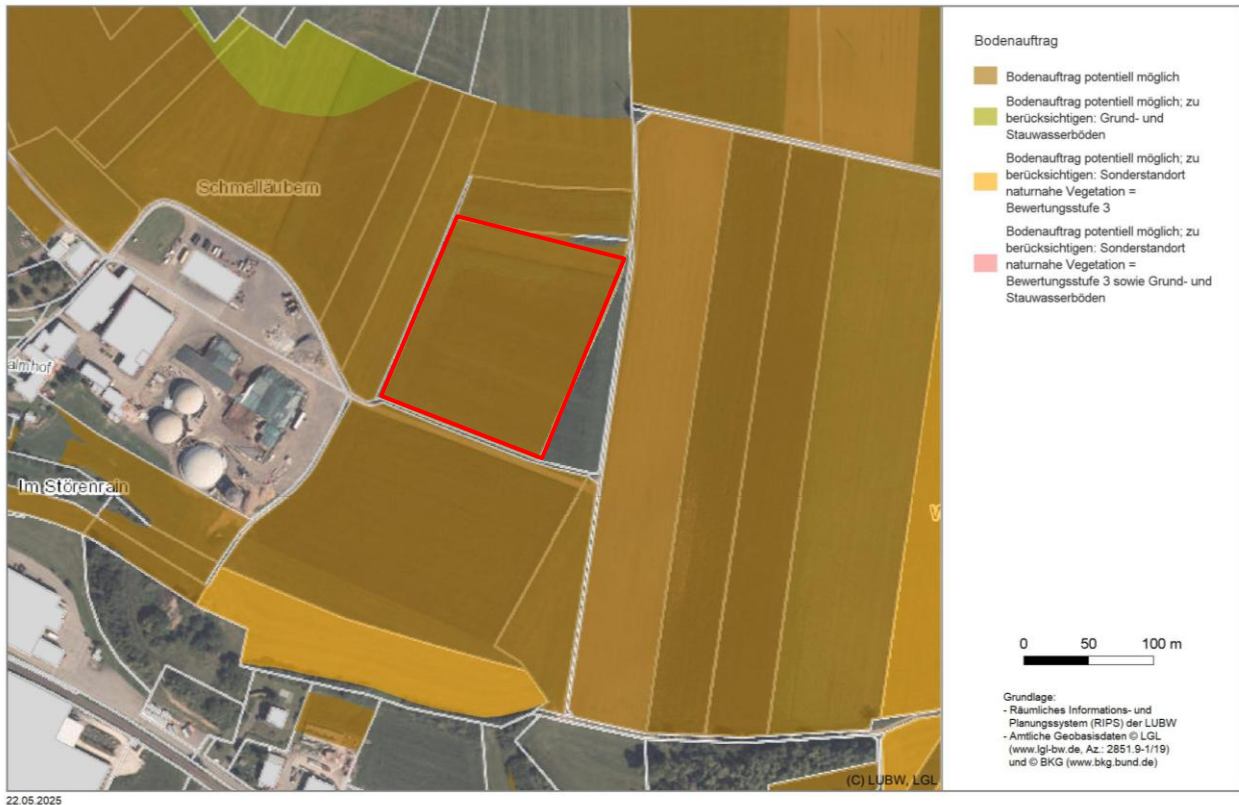 Schmalläubern
almhof
Im Störenrain
(C) LUBW, LGL
Bodenauftrag
Bodenauftrag potentiell möglich
Bodenauftrag potentiell möglich; zu
berücksichtigen: Grund- und
Stauwasserböden
Bodenauftrag potentiell möglich; zu
berücksichtigen: Sonderstandort
naturnahe Vegetation =
Bewertungsstufe 3
Bodenauftrag potentiell möglich; zu
berücksichtigen: Sonderstandort
naturnahe Vegetation =
Bewertungsstufe 3 sowie Grund- und
Stauwasserböden
0 50 100 m
Grundlage:
- Räumliches Informations- und
Planungssystem (RIPS) der LUBW
- Amtliche Geobasisdaten © LGL
(www.lgl-bw.de, Az.: 2851.9-1/19)
und © BKG (www.bkg.bund.de)
22.05.2025